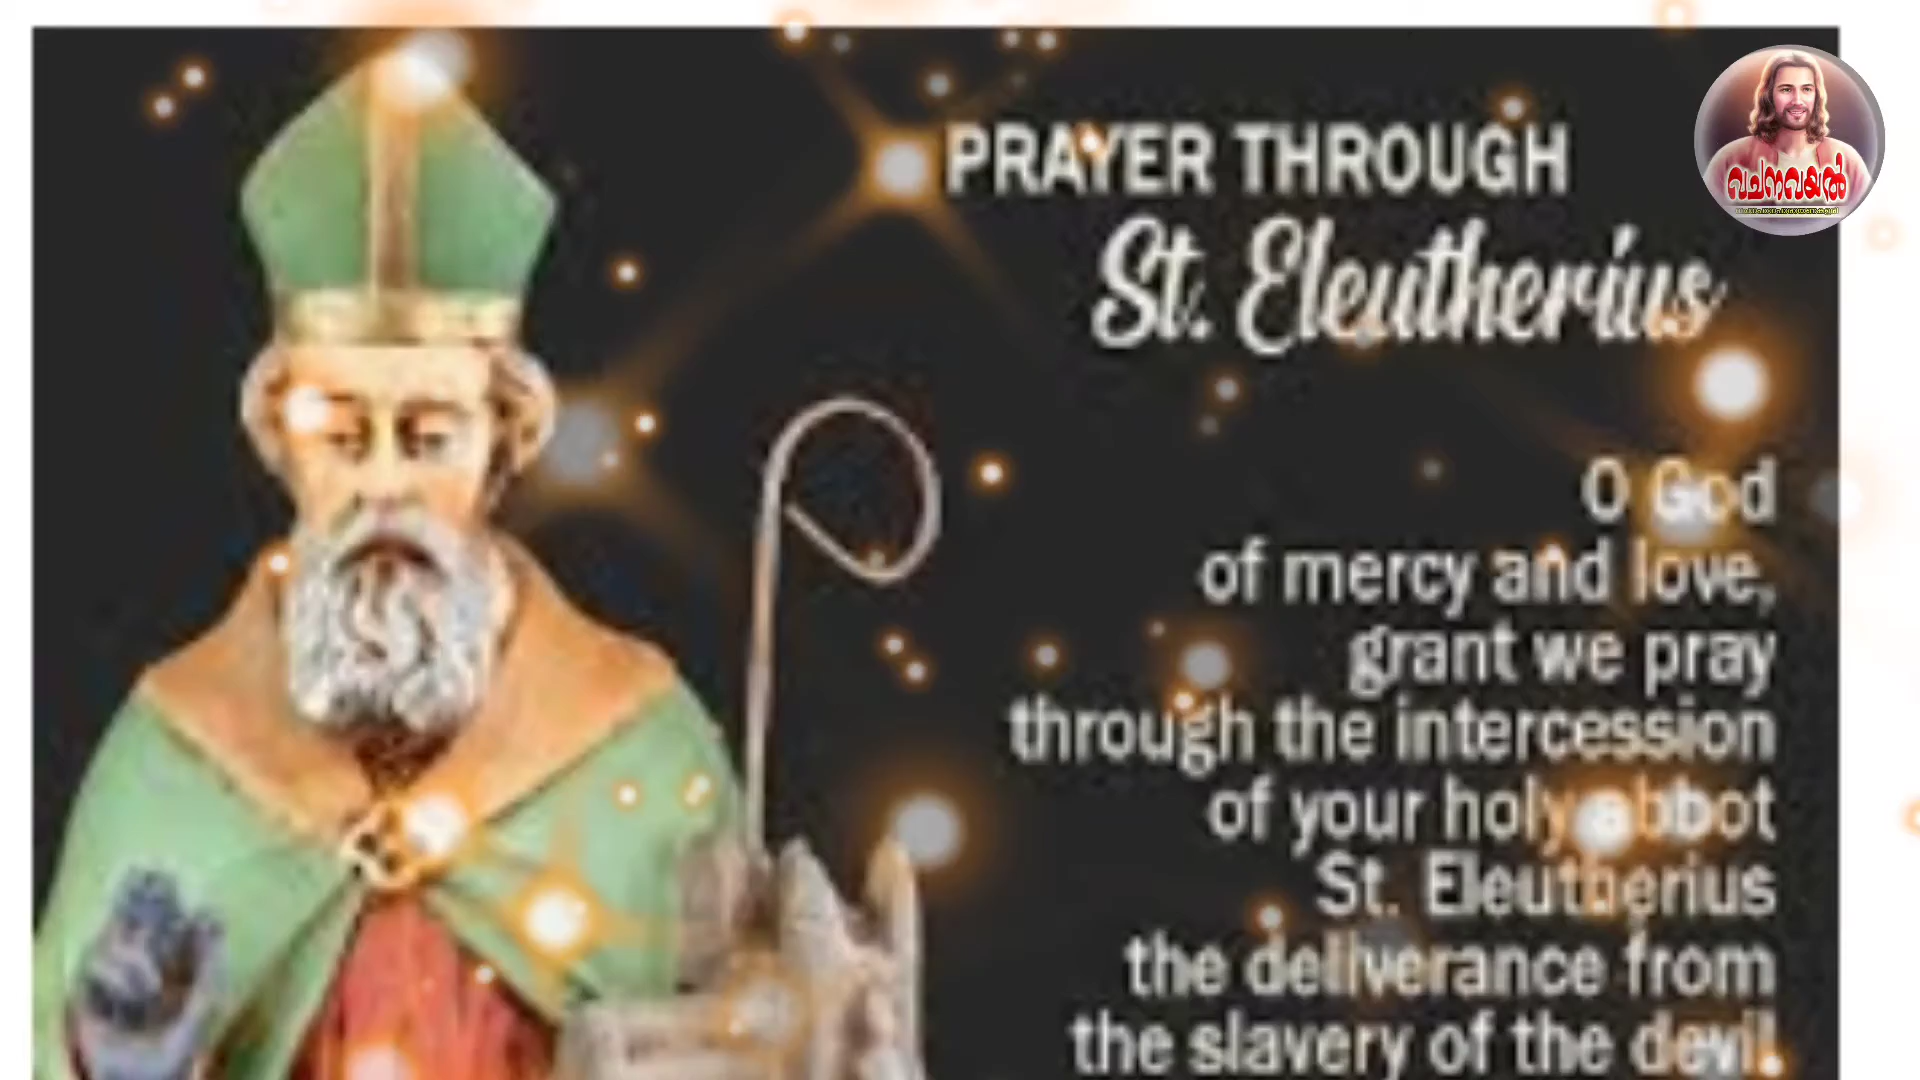 PRAYER THROUGH
St. Eleutherius
വചനവയൽ
O God
of mercy and love,
grant we pray
through the intercession
of your holy abbot
St. Eleutherius
the deliverance from
the slavery of the devil